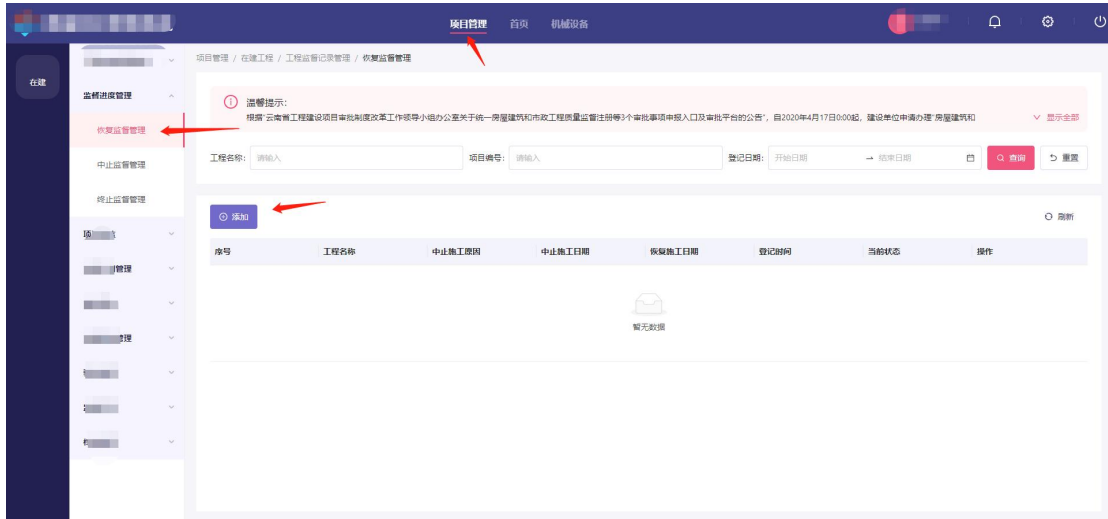 项目管理 首页 机械设备
在建
项目管理 / 在建工程 / 工程监督记录管理 / 恢复监督管理
监督进度管理
恢复监督管理
中止监督管理
终止监督管理
管理
管理
温馨提示：
根据"云南省工程建设项目审批制度改革工作领导小组办公室关于统一房屋建筑和市政工程质量监督注册等3个审批事项申报入口及审批平台的公告"，自2020年4月17日0:00起，建设单位申请办理"房屋建筑和 显示全部
工程名称： 请输入 项目编号： 请输入 登记日期： 开始日期 → 结束日期 查询 重置
添加 刷新
序号 工程名称 中止施工原因 中止施工日期 恢复施工日期 登记时间 当前状态 操作
暂无数据